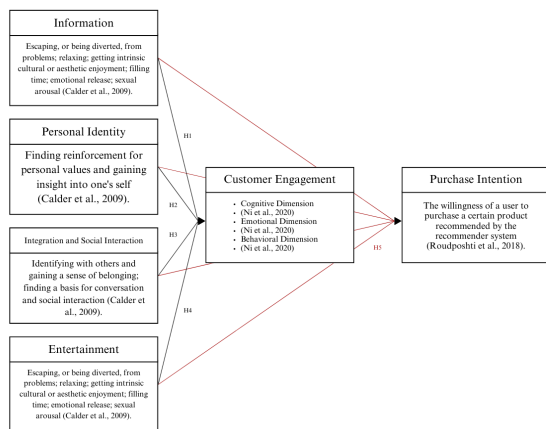 Information
Escaping, or being diverted, from
problems; relaxing; getting intrinsic
cultural or aesthetic enjoyment; filling
time; emotional release; sexual
arousal (Calder et al., 2009).
Personal Identity
Finding reinforcement for
personal values and gaining
insight into one's self
(Calder et al., 2009).
Integration and Social Interaction
Identifying with others and
gaining a sense of belonging;
finding a basis for conversation
and social interaction (Calder et
al., 2009).
Entertainment
Escaping, or being diverted, from
problems; relaxing; getting intrinsic
cultural or aesthetic enjoyment; filling
time; emotional release; sexual
arousal (Calder et al., 2009).
H1
H2
H3
H4
Customer Engagement
• Cognitive Dimension
• (Ni et al., 2020)
• Emotional Dimension
• (Ni et al., 2020)
• Behavioral Dimension
• (Ni et al., 2020)
H5
Purchase Intention
The willingness of a user to
purchase a certain product
recommended by the
recommender system
(Roudposhti et al., 2018).